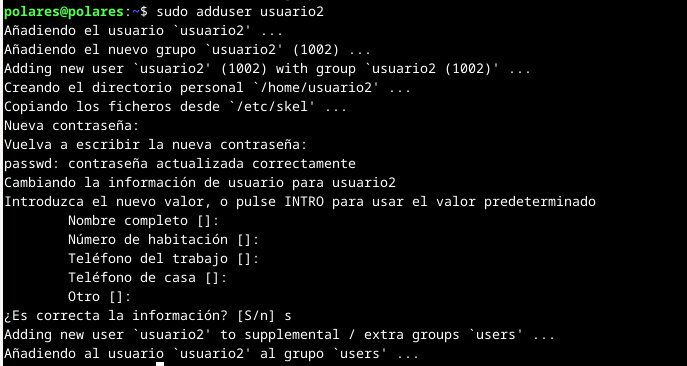 polares@polares:~$ sudo adduser usuario2
Añadiendo el usuario `usuario2' ...
Añadiendo el nuevo grupo `usuario2' (1002) ...
Adding new user `usuario2' (1002) with group `usuario2 (1002)' ...
Creando el directorio personal `/home/usuario2' ...
Copiando los ficheros desde `/etc/skel' ...
Nueva contraseña:
Vuelva a escribir la nueva contraseña:
passwd: contraseña actualizada correctamente
Cambiando la información de usuario para usuario2
Introduzca el nuevo valor, o pulse INTRO para usar el valor predeterminado
Nombre completo []:
Número de habitación []:
Teléfono del trabajo []:
Teléfono de casa []:
Otro []:
¿Es correcta la información? [S/n] s
Adding new user `usuario2' to supplemental / extra groups `users' ...
Añadiendo al usuario `usuario2' al grupo `users' ...